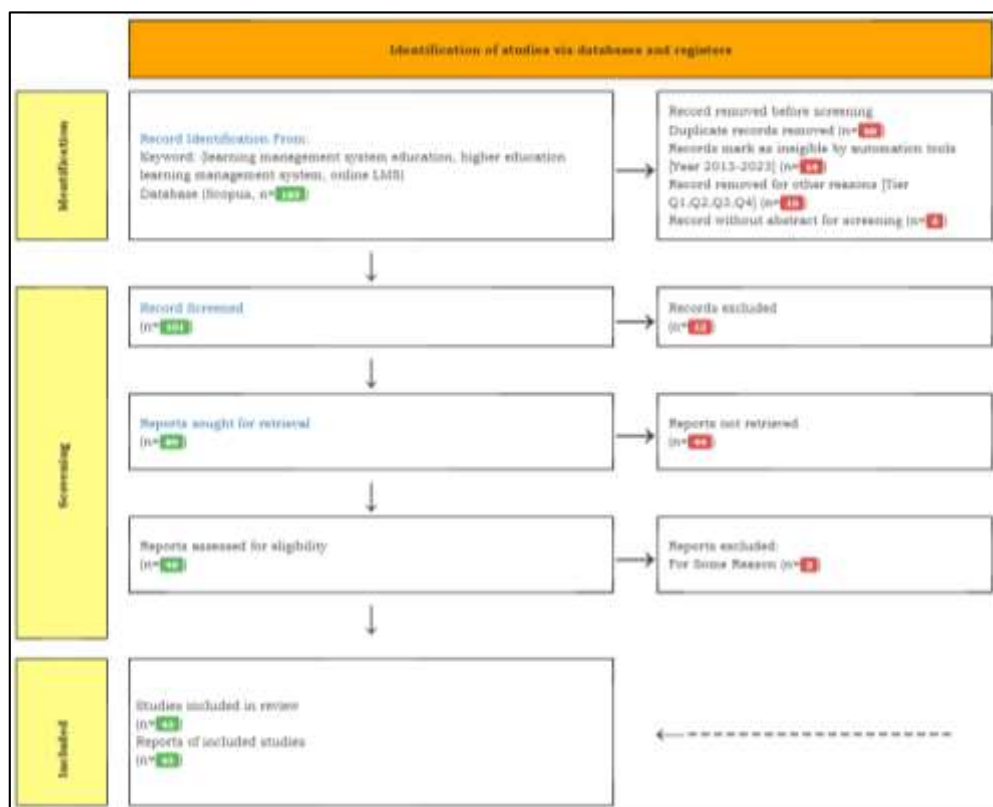 Identification of studies via databases and registers
Identification
Record Identification From:
Keyword: (learning management system education, higher education
learning management system, online LMS)
Database (Scopus, n=
Record removed before screening
Duplicate records removed (n=
Records mark as ineigible by automation tools
[Year 2013-2023] (n=
Record removed for other reasons [Tier
Q1,Q2,Q3,Q4] (n=
Record without abstract for screening (n=
Screening
Record Screened
(n=
Records excluded
(n=
Reports sought for retrieval
(n=
Reports not retrieved
(n=
Reports assessed for eligibility
(n=
Reports excluded:
For Some Reason (n=
Included
Studies included in review
(n=
Reports of included studies
(n=